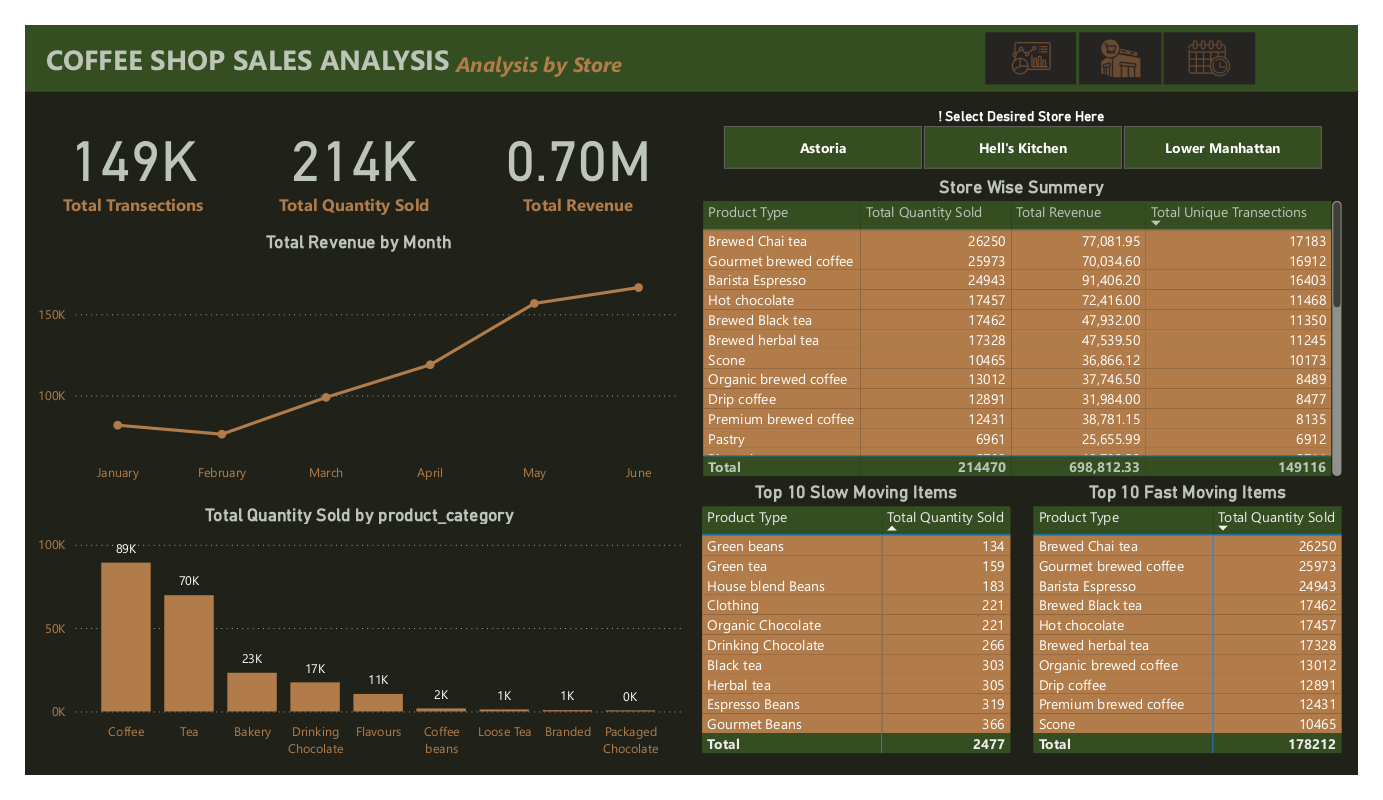 COFFEE SHOP SALES ANALYSIS Analysis by Store
149K
Total Transections
214K
Total Quantity Sold
0.70M
Total Revenue
! Select Desired Store Here
Astoria
Hell's Kitchen
Lower Manhattan
Total Revenue by Month
150K
100K
January February March April May June
Total Quantity Sold by product_category
100K
50K
0K
89K
70K
23K
17K
11K
2K
1K
1K
0K
Coffee Tea Bakery Drinking Flavours Coffee Loose Tea Branded Packaged
Chocolate beans Chocolate
Store Wise Summery
Product Type Total Quantity Sold Total Revenue Total Unique Transections
Brewed Chai tea 26250 77,081.95 17183
Gourmet brewed coffee 25973 70,034.60 16912
Barista Espresso 24943 91,406.20 16403
Hot chocolate 17457 72,416.00 11468
Brewed Black tea 17462 47,932.00 11350
Brewed herbal tea 17328 47,539.50 11245
Scone 10465 36,866.12 10173
Organic brewed coffee 13012 37,746.50 8489
Drip coffee 12891 31,984.00 8477
Premium brewed coffee 12431 38,781.15 8135
Pastry 6961 25,655.99 6912
Total 214470 698,812.33 149116
Top 10 Slow Moving Items
Product Type Total Quantity Sold
Green beans 134
Green tea 159
House blend Beans 183
Clothing 221
Organic Chocolate 221
Drinking Chocolate 266
Black tea 303
Herbal tea 305
Espresso Beans 319
Gourmet Beans 366
Total 2477
Top 10 Fast Moving Items
Product Type Total Quantity Sold
Brewed Chai tea 26250
Gourmet brewed coffee 25973
Barista Espresso 24943
Brewed Black tea 17462
Hot chocolate 17457
Brewed herbal tea 17328
Organic brewed coffee 13012
Drip coffee 12891
Premium brewed coffee 12431
Scone 10465
Total 178212